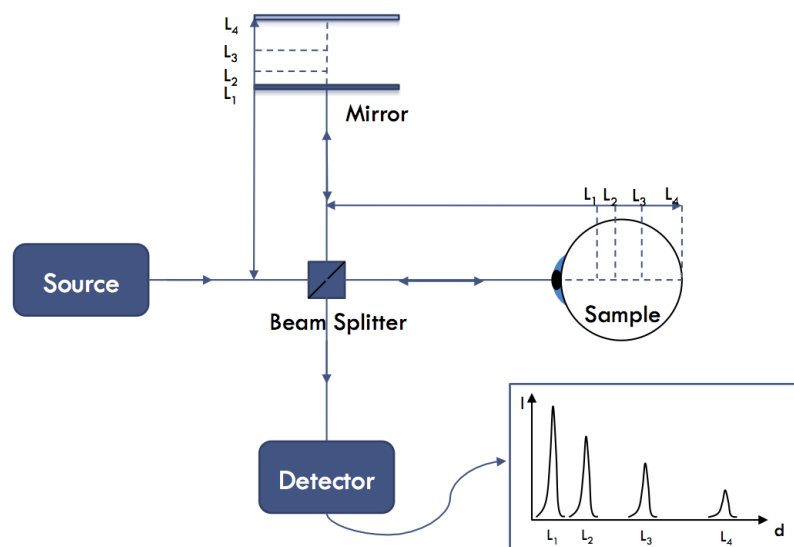 L₄
L₃
L₂
L₁
Mirror
L₁ L₂ L₃ L₄
Source
Beam Splitter
Sample
Detector
I
L₁ L₂ L₃ L₄ d